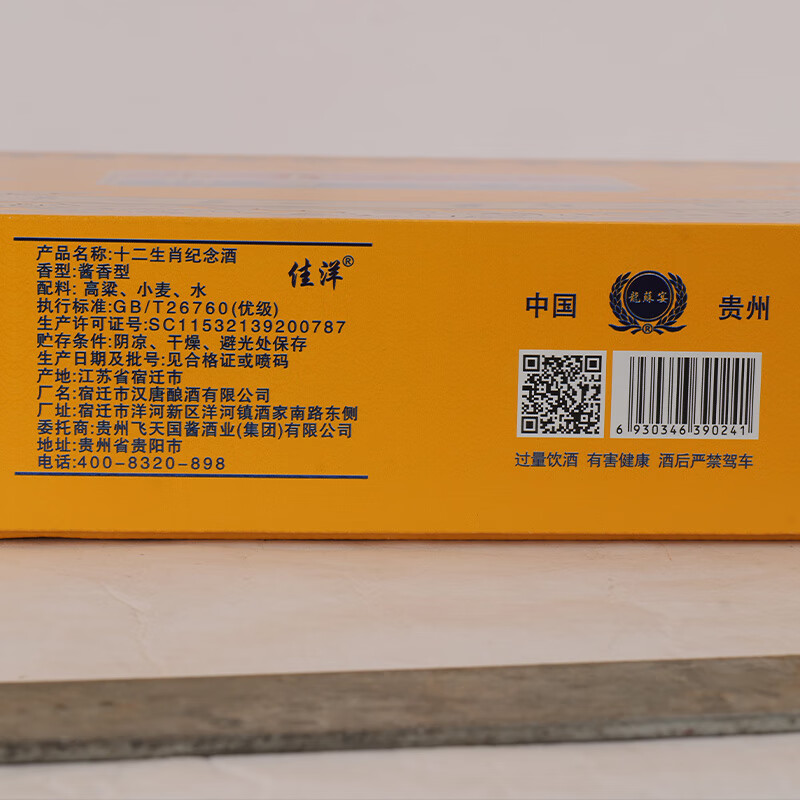 产品名称:十二生肖纪念酒
香型:酱香型
配料: 高粱、小麦、水
执行标准:GB/T26760(优级)
生产许可证号:SC11532139200787
贮存条件:阴凉、干燥、避光处保存
生产日期及批号:见合格证或喷码
产地:江苏省宿迁市
厂名:宿迁市汉唐酿酒有限公司
厂址:宿迁市洋河新区洋河镇酒家南路东侧
委托商:贵州飞天国酱酒业(集团)有限公司
地址:贵州省贵阳市
电话:400-8320-898
佳洋®
中国
龍蘇宴
®
贵州
6 930346 390241
过量饮酒 有害健康 酒后严禁驾车